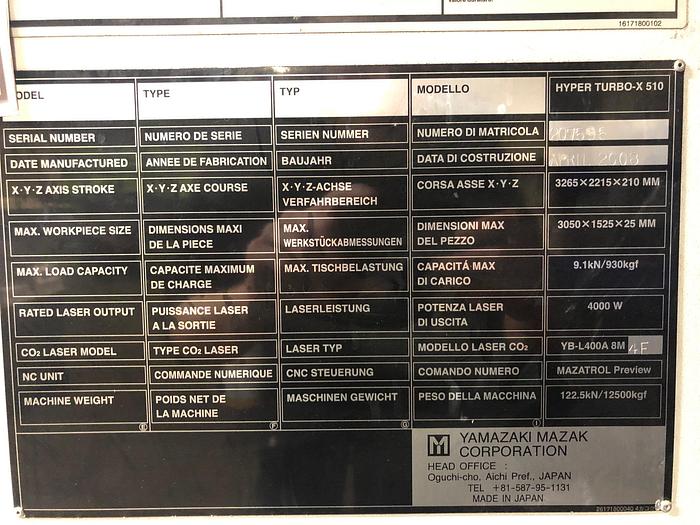 16171800102
ODEL TYPE TYP MODELLO HYPER TURBO-X 510
SERIAL NUMBER NUMERO DE SERIE SERIEN NUMMER NUMERO DI MATRICOLA
DATE MANUFACTURED ANNEE DE FABRICATION BAUJAHR DATA DI COSTRUZIONE APRIL 2008
X·Y·Z AXIS STROKE X·Y·Z AXE COURSE X·Y·Z-ACHSE CORSA ASSE X·Y·Z 3265×2215×210 MM
VERFAHRBEREICH
MAX. WORKPIECE SIZE DIMENSIONS MAXI MAX. DIMENSIONI MAX 3050×1525×25 MM
DE LA PIECE WERKSTÜCKABMESSUNGEN DEL PEZZO
MAX. LOAD CAPACITY CAPACITE MAXIMUM MAX. TISCHBELASTUNG CAPACITÁ MAX 9.1kN/930kgf
DE CHARGE DI CARICO
RATED LASER OUTPUT PUISSANCE LASER LASERLEISTUNG POTENZA LASER 4000 W
A LA SORTIE DI USCITA
CO₂ LASER MODEL TYPE CO₂ LASER LASER TYP MODELLO LASER CO₂ YB-L400A 8M 4F
NC UNIT COMMANDE NUMERIQUE CNC STEUERUNG COMANDO NUMERO MAZATROL Preview
MACHINE WEIGHT POIDS NET DE MASCHINEN GEWICHT PESO DELLA MACCHINA 122.5kN/12500kgf
LA MACHINE
E F G I
YAMAZAKI MAZAK
CORPORATION
HEAD OFFICE :
Oguchi-cho, Aichi Pref., JAPAN
TEL +81-587-95-1131
MADE IN JAPAN